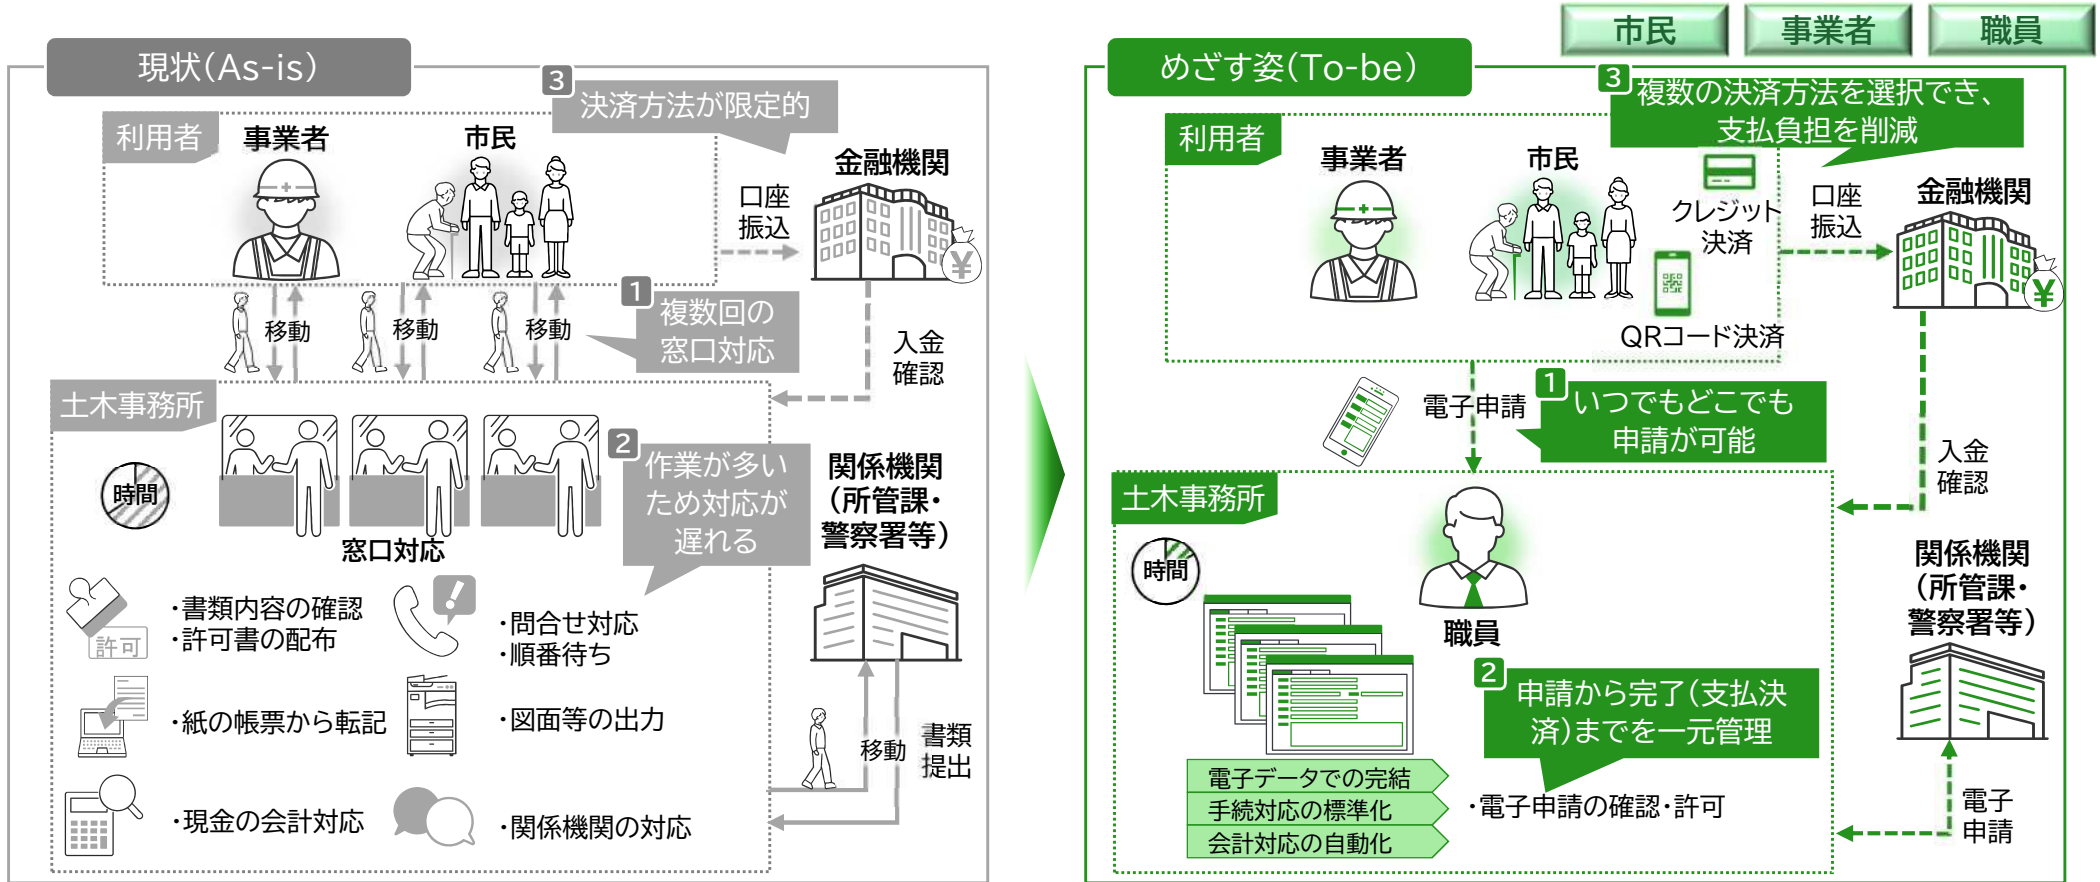 市民
事業者
職員
現状(As-is)
3
決済方法が限定的
利用者
事業者
市民
金融機関
口座
振込
¥
移動
移動
移動
1
複数回の
窓口対応
入金
確認
土木事務所
時間
窓口対応
2
作業が多い
ため対応が
遅れる
関係機関
(所管課・
警察署等)
許可
・書類内容の確認
・許可書の配布
・問合せ対応
・順番待ち
・紙の帳票から転記
・図面等の出力
・現金の会計対応
・関係機関の対応
移動
書類
提出
めざす姿(To-be)
3
複数の決済方法を選択でき、
支払負担を削減
利用者
事業者
市民
クレジット
決済
QRコード決済
口座
振込
金融機関
¥
電子申請
1
いつでもどこでも
申請が可能
入金
確認
土木事務所
時間
職員
2
申請から完了(支払決
済)までを一元管理
電子データでの完結
手続対応の標準化
会計対応の自動化
・電子申請の確認・許可
関係機関
(所管課・
警察署等)
電子
申請